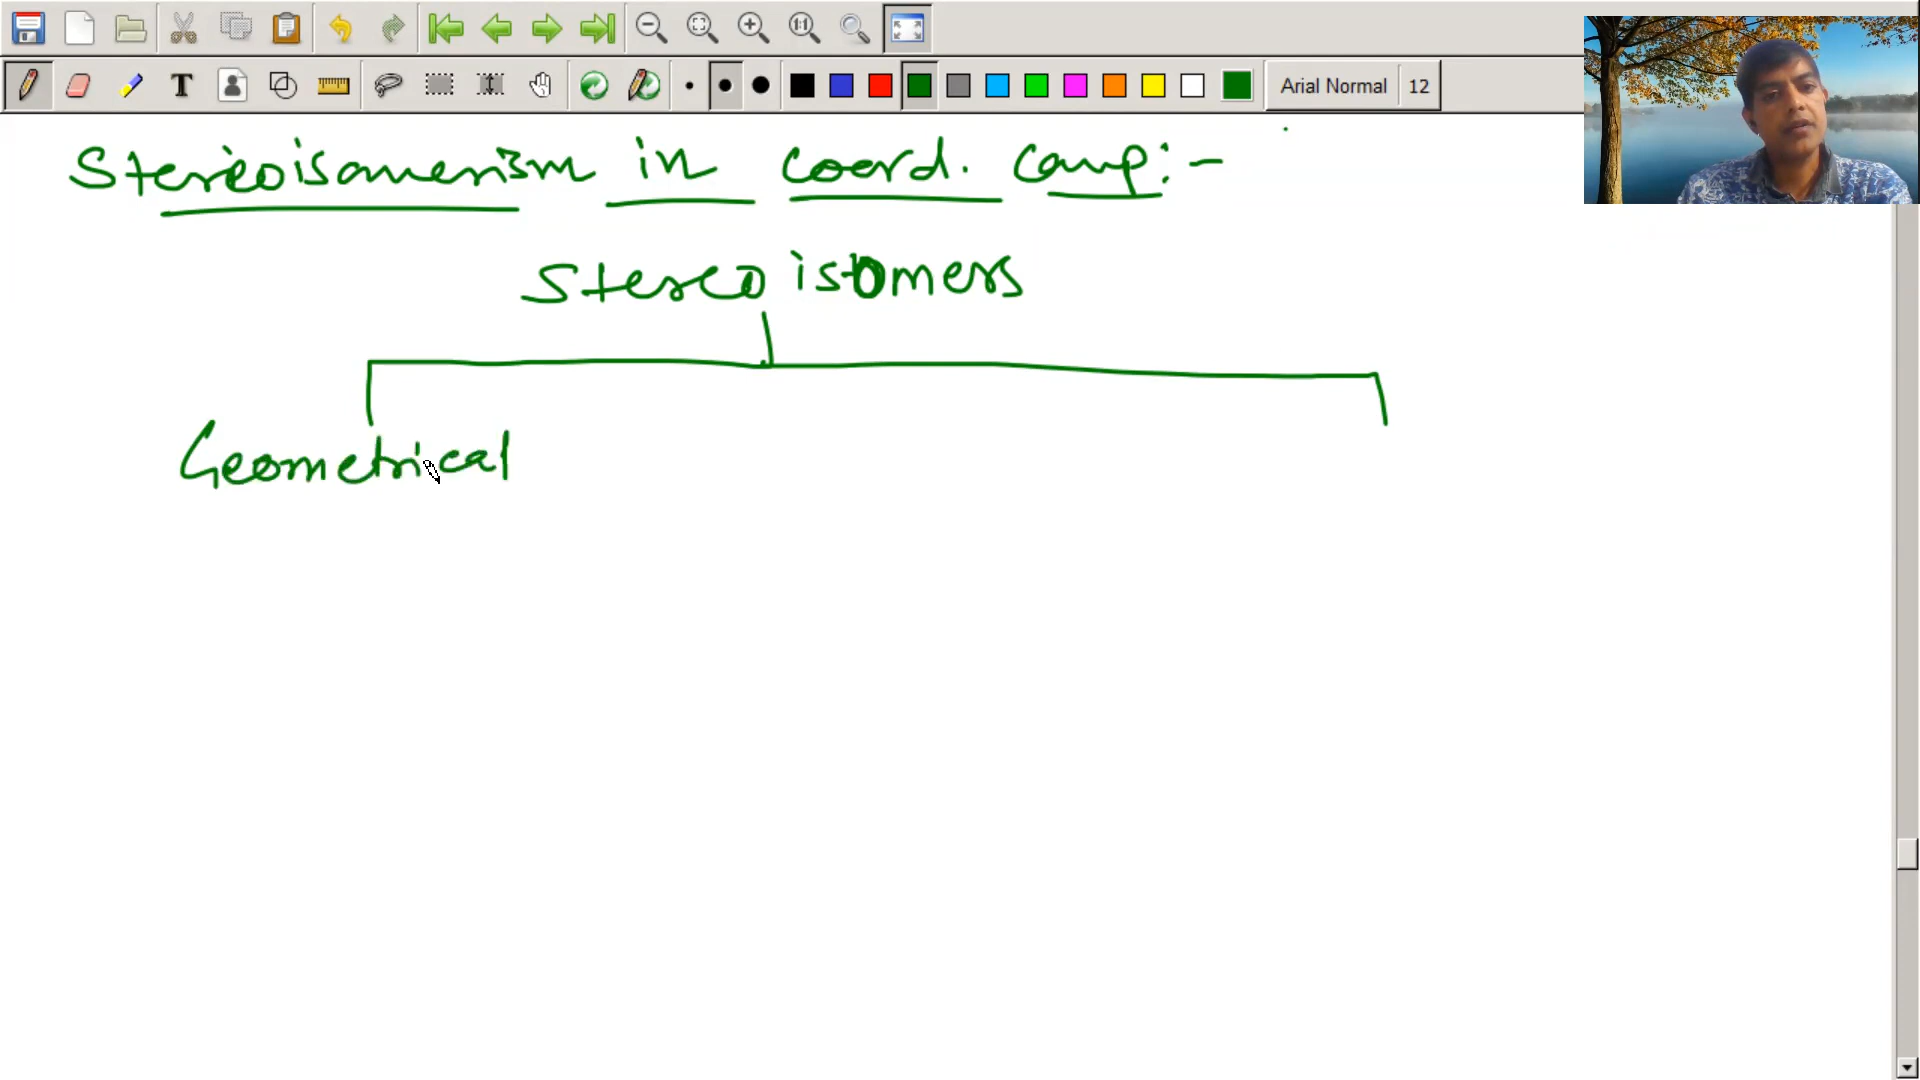 Arial Normal 12
Stereoisomerism in coord. comp:-
Stereo isomers
Geometrical